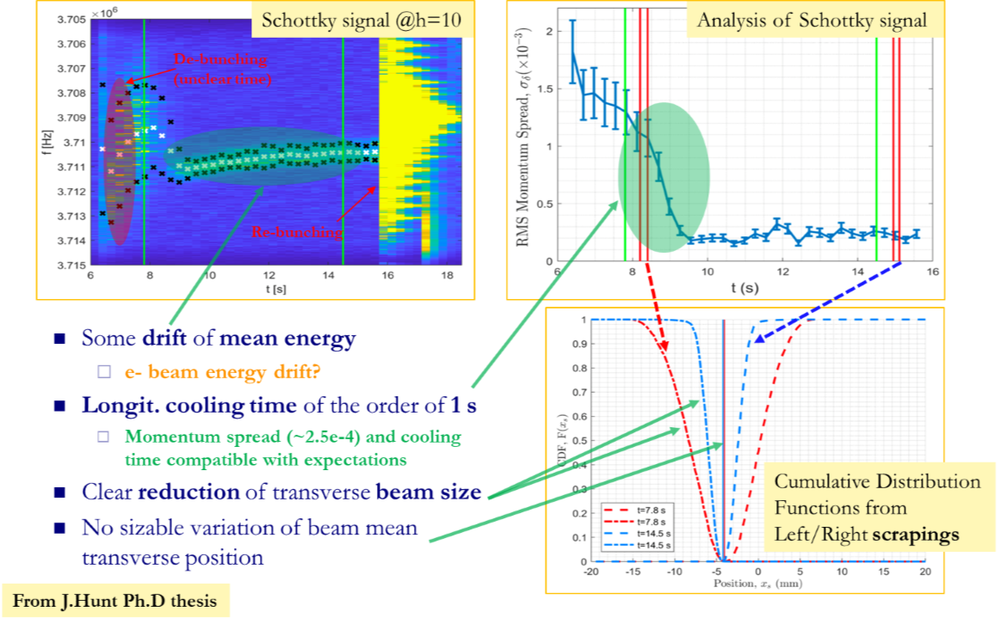 Schottky signal @h=10
×10⁶
3.705
3.706
3.707
3.708
3.709
3.71
3.711
3.712
3.713
3.714
3.715
f [Hz]
De-bunching
(unclear time)
Re-bunching
6 8 10 12 14 16 18
t [s]
Analysis of Schottky signal
RMS Momentum Spread, σδ(×10⁻³)
2
1.5
1
0.5
0
6 8 10 12 14 16
t (s)
■ Some drift of mean energy
□ e- beam energy drift?
■ Longit. cooling time of the order of 1 s
□ Momentum spread (~2.5e-4) and cooling
time compatible with expectations
■ Clear reduction of transverse beam size
■ No sizable variation of beam mean
transverse position
CDF, F(xₛ)
1
0.9
0.8
0.7
0.6
0.5
0.4
0.3
0.2
0.1
0
t=7.8 s
t=7.8 s
t=14.5 s
t=14.5 s
-20 -15 -10 -5 0 5 10 15 20
Position, xₛ (mm)
Cumulative Distribution
Functions from
Left/Right scrapings
From J.Hunt Ph.D thesis